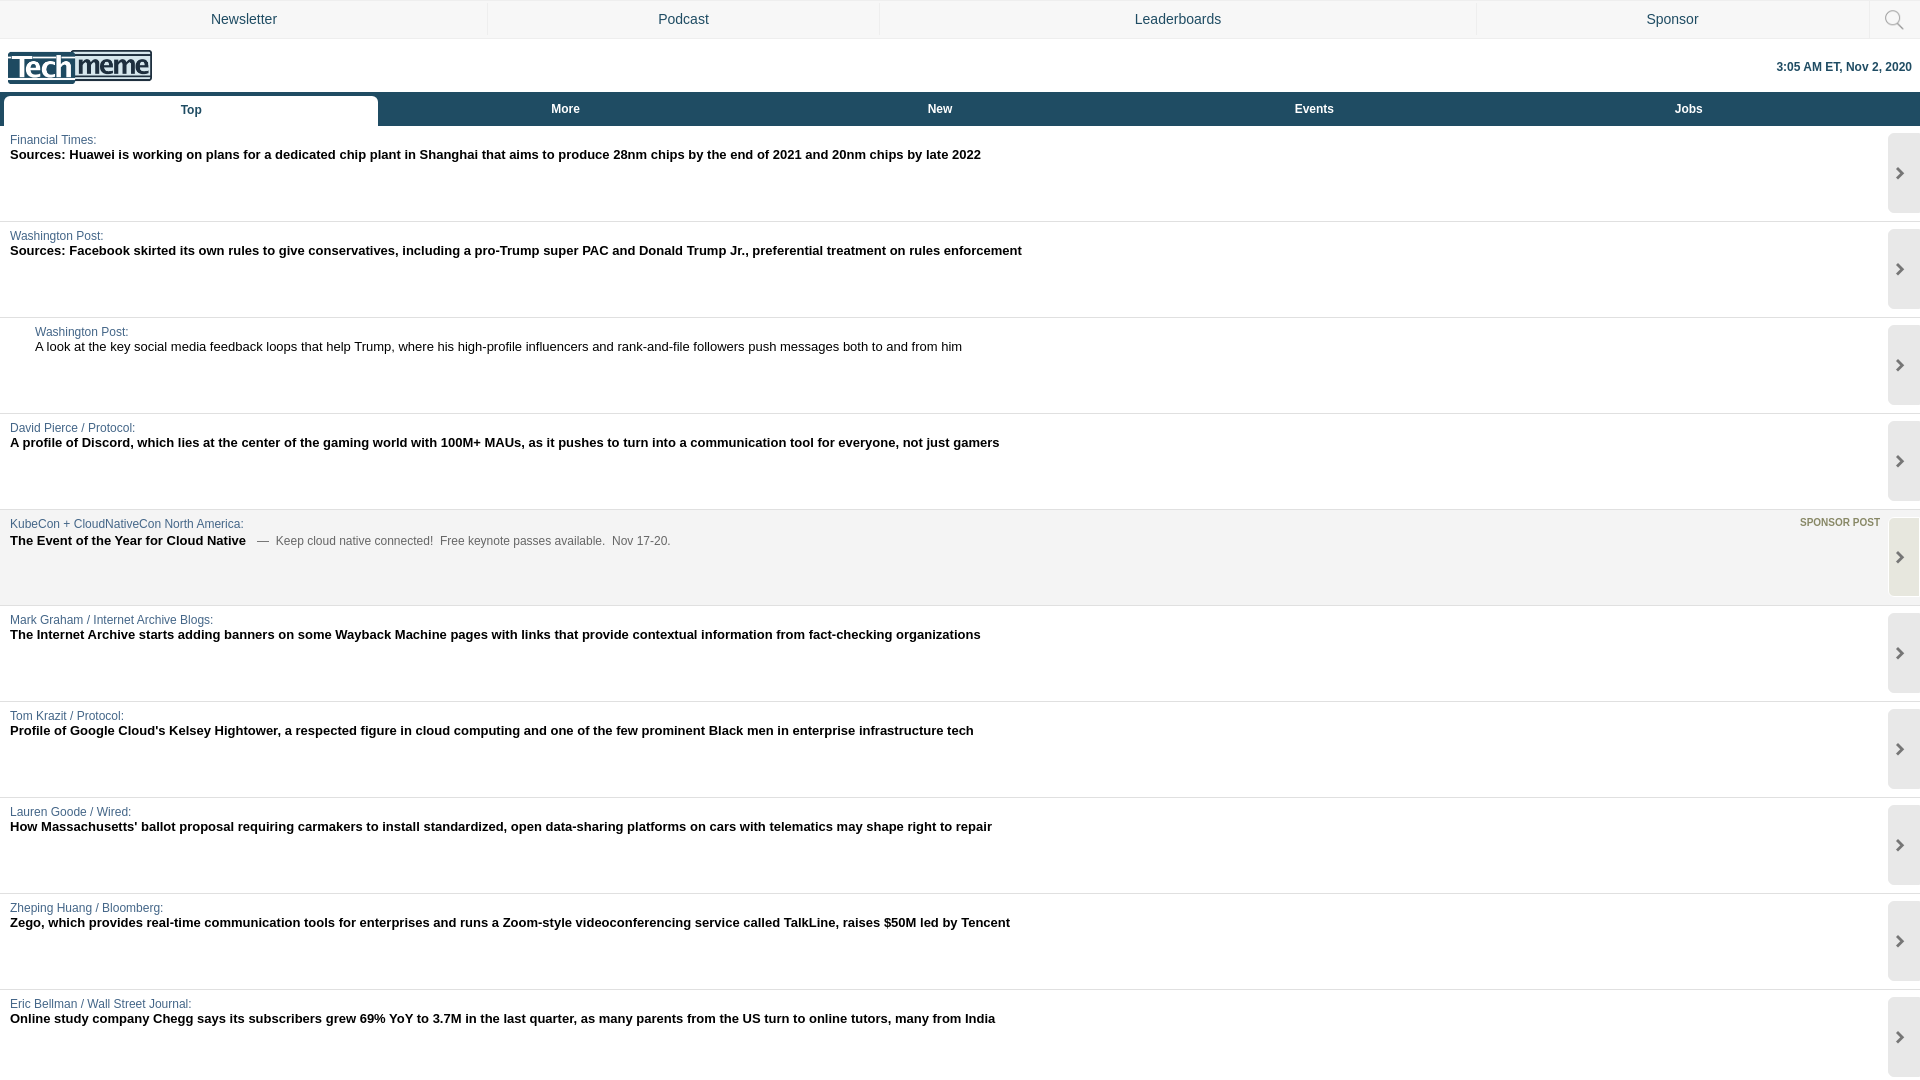 Newsletter
Podcast
Leaderboards
Sponsor
Techmeme
3:05 AM ET, Nov 2, 2020
Top
More
New
Events
Jobs
Financial Times:
Sources: Huawei is working on plans for a dedicated chip plant in Shanghai that aims to produce 28nm chips by the end of 2021 and 20nm chips by late 2022
Washington Post:
Sources: Facebook skirted its own rules to give conservatives, including a pro-Trump super PAC and Donald Trump Jr., preferential treatment on rules enforcement
Washington Post:
A look at the key social media feedback loops that help Trump, where his high-profile influencers and rank-and-file followers push messages both to and from him
David Pierce / Protocol:
A profile of Discord, which lies at the center of the gaming world with 100M+ MAUs, as it pushes to turn into a communication tool for everyone, not just gamers
KubeCon + CloudNativeCon North America:
SPONSOR POST
The Event of the Year for Cloud Native — Keep cloud native connected! Free keynote passes available. Nov 17-20.
Mark Graham / Internet Archive Blogs:
The Internet Archive starts adding banners on some Wayback Machine pages with links that provide contextual information from fact-checking organizations
Tom Krazit / Protocol:
Profile of Google Cloud's Kelsey Hightower, a respected figure in cloud computing and one of the few prominent Black men in enterprise infrastructure tech
Lauren Goode / Wired:
How Massachusetts' ballot proposal requiring carmakers to install standardized, open data-sharing platforms on cars with telematics may shape right to repair
Zheping Huang / Bloomberg:
Zego, which provides real-time communication tools for enterprises and runs a Zoom-style videoconferencing service called TalkLine, raises $50M led by Tencent
Eric Bellman / Wall Street Journal:
Online study company Chegg says its subscribers grew 69% YoY to 3.7M in the last quarter, as many parents from the US turn to online tutors, many from India